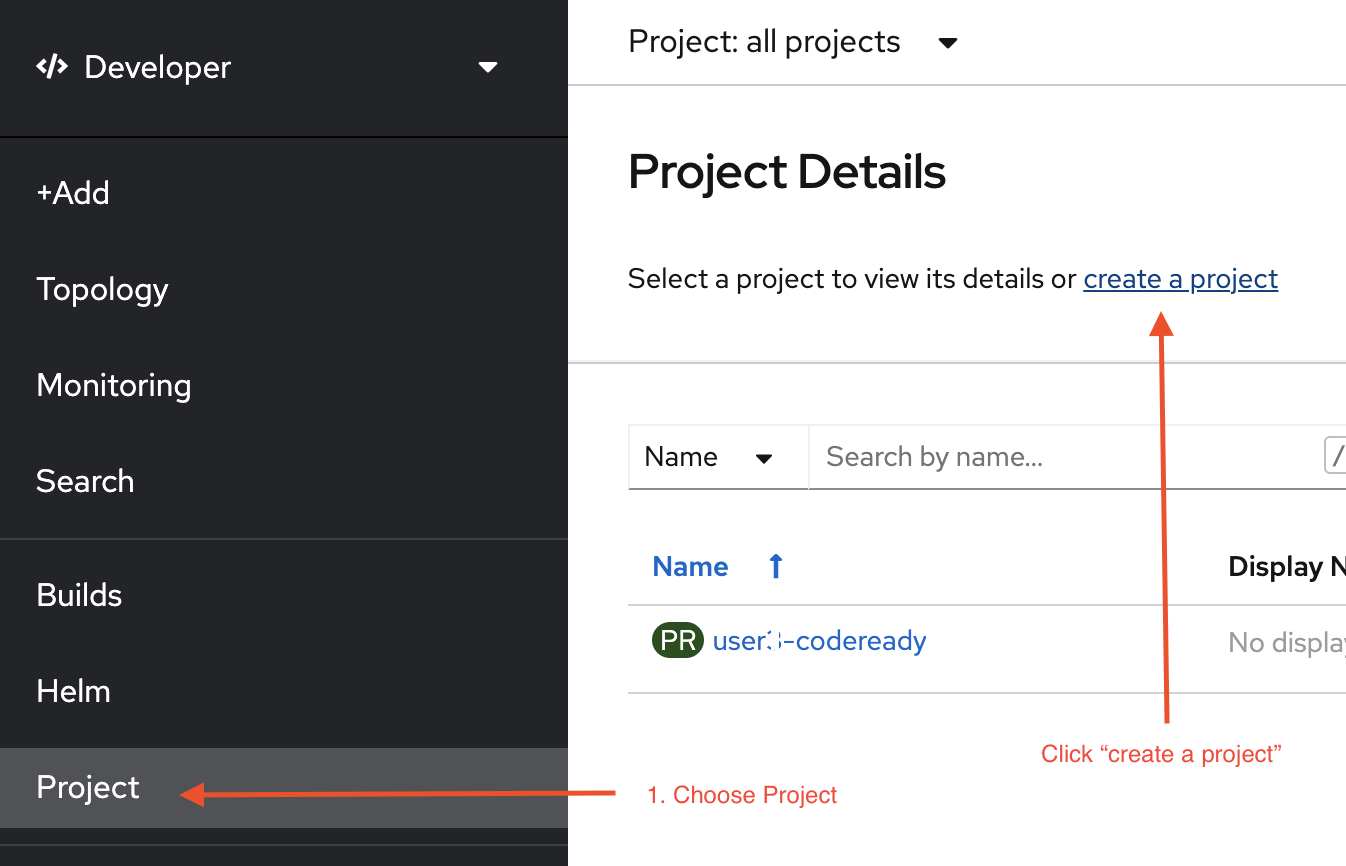 </> Developer
+Add
Topology
Monitoring
Search
Builds
Helm
Project
Project: all projects
Project Details
Select a project to view its details or create a project
Name
Search by name...
/
Name ↑
Display N
PR user3-codeready
No display
Click “create a project”
1. Choose Project